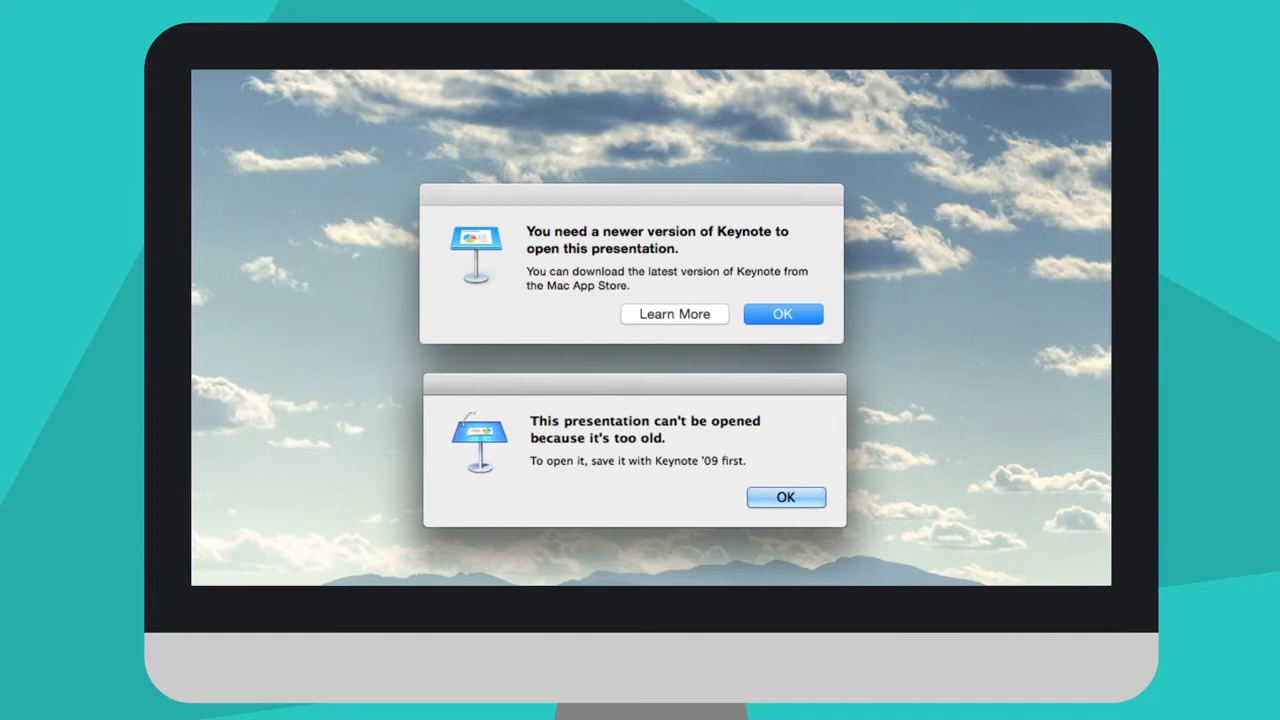 You need a newer version of Keynote to
open this presentation.
You can download the latest version of Keynote from
the Mac App Store.
Learn More
OK
This presentation can't be opened
because it's too old.
To open it, save it with Keynote '09 first.
OK